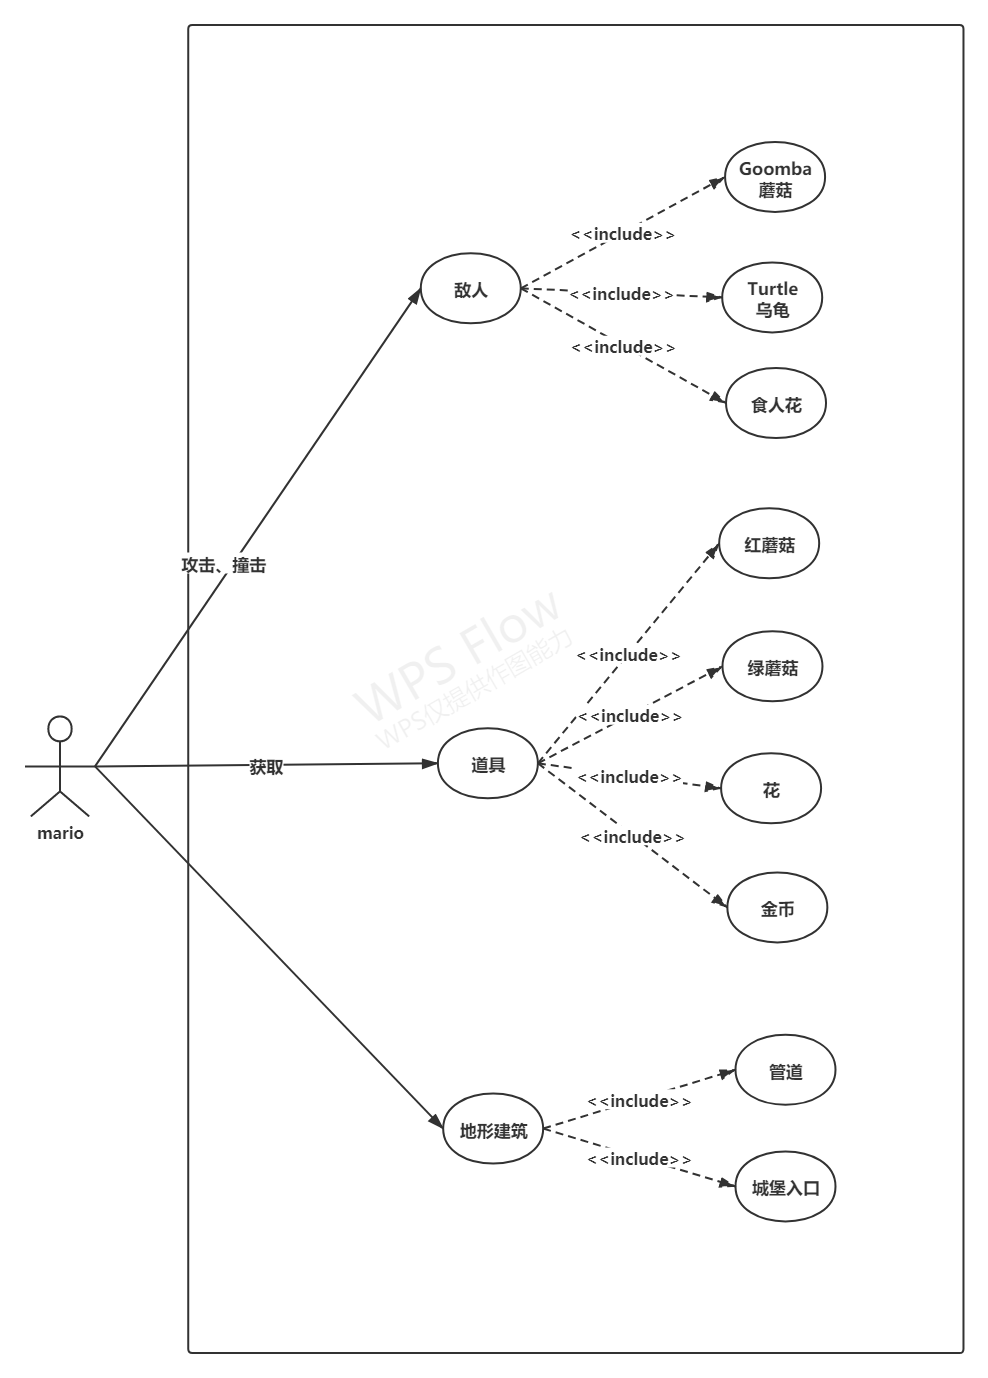 Goomba
蘑菇
<<include>>
敌人
<<include>>
Turtle
乌龟
<<include>>
食人花
攻击、撞击
红蘑菇
WPS Flow
WPS仅提供作图能力
<<include>>
绿蘑菇
<<include>>
mario
获取
道具
<<include>>
花
<<include>>
金币
管道
<<include>>
地形建筑
<<include>>
城堡入口